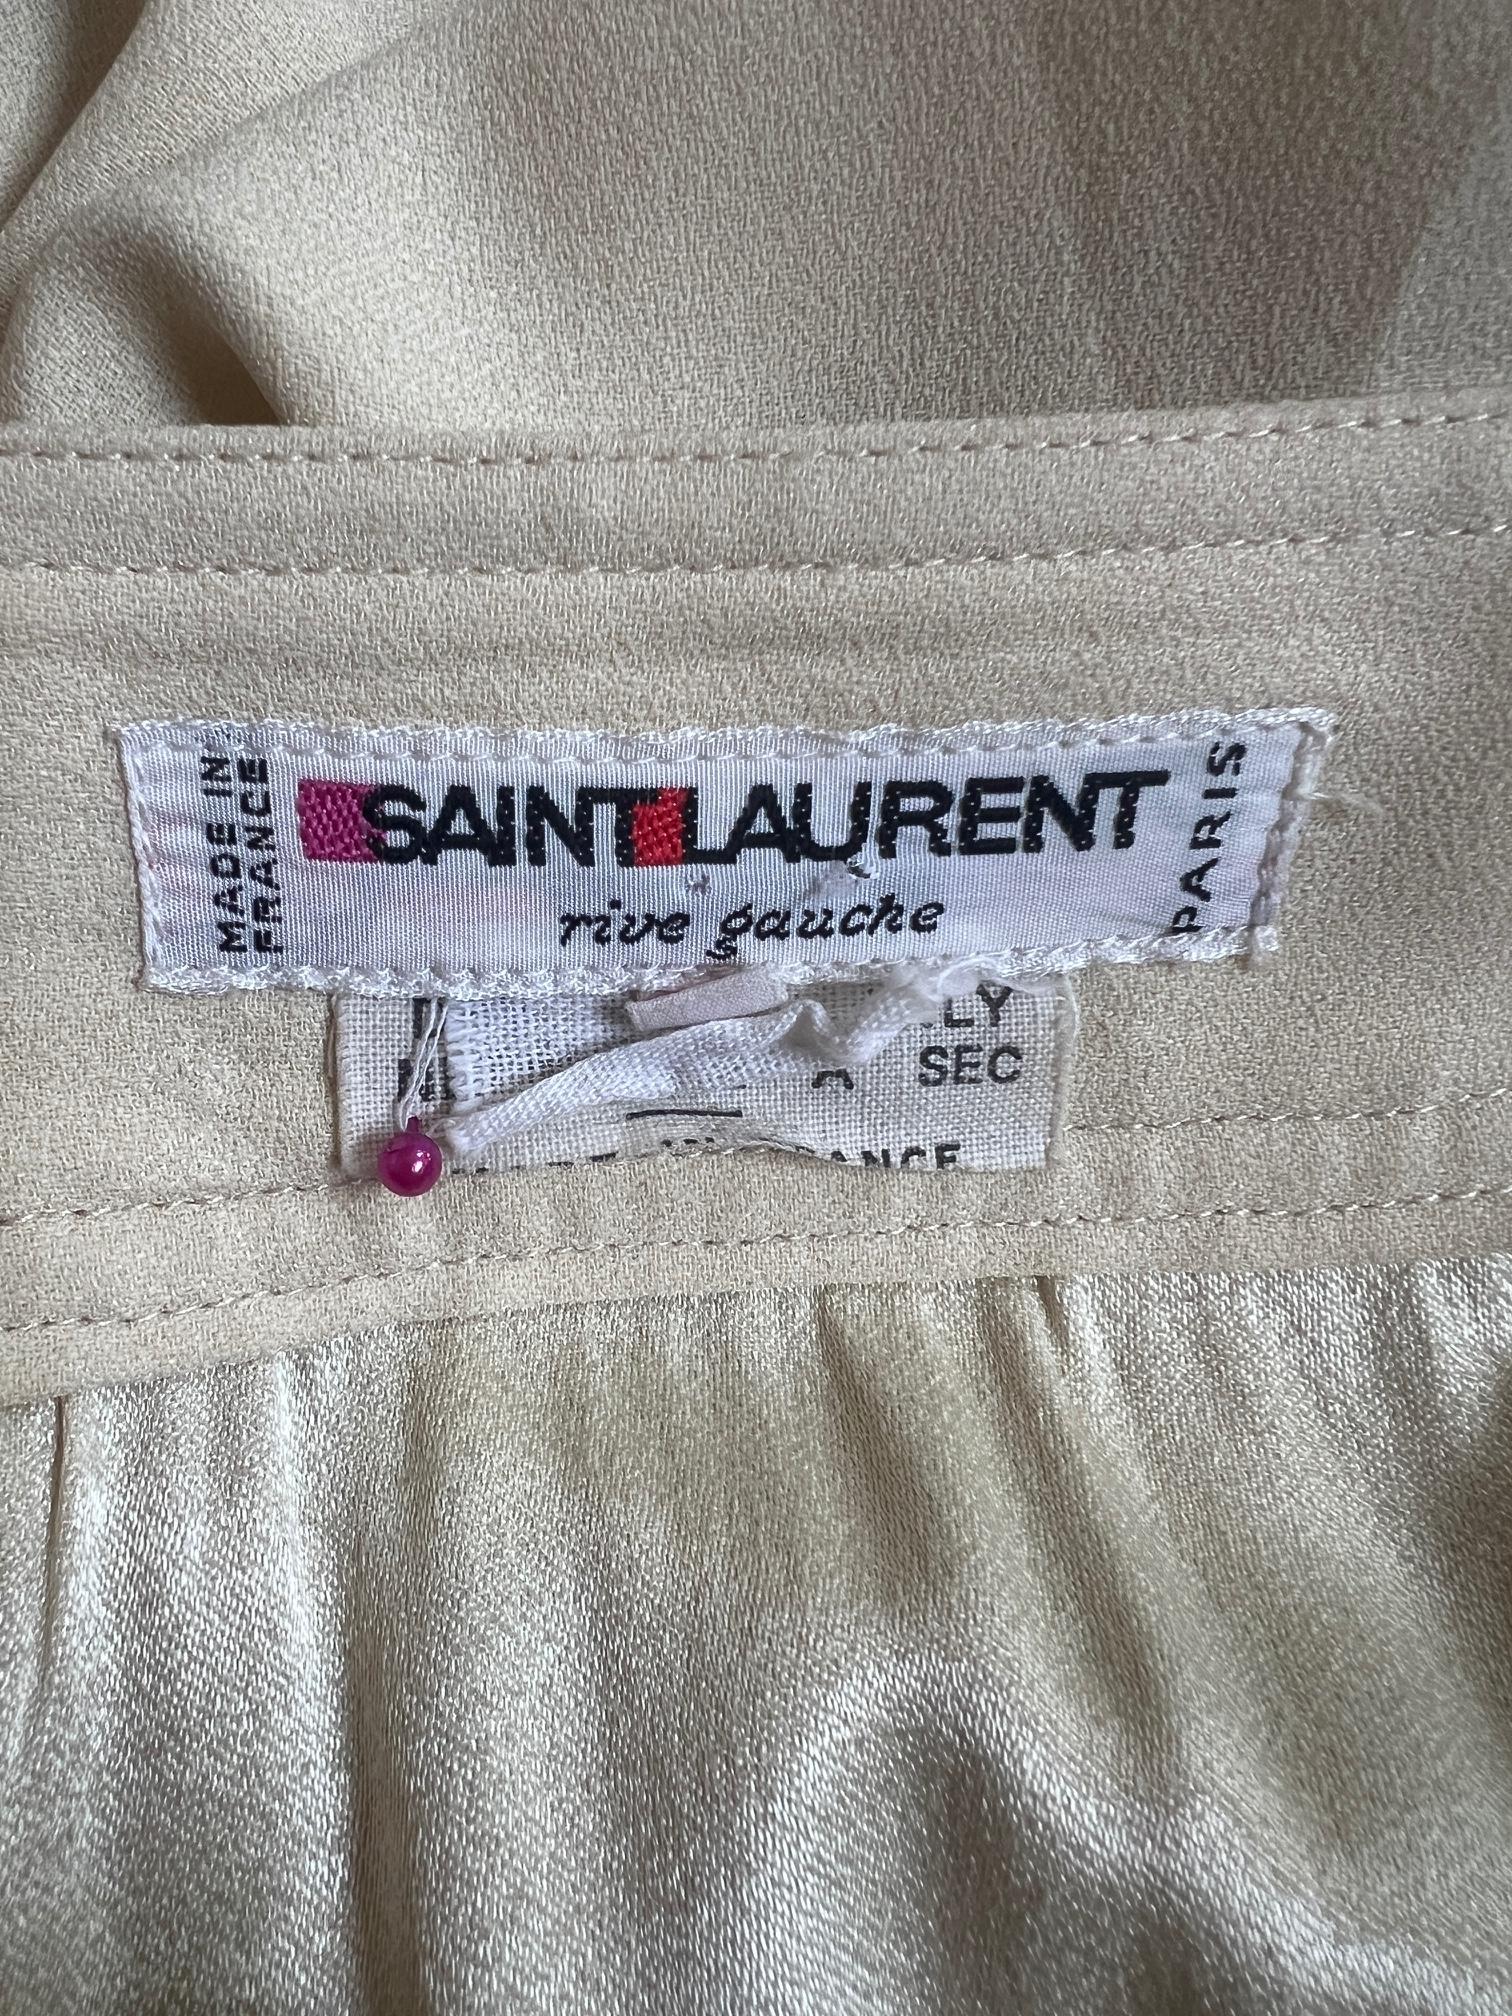 MADE IN
FRANCE
SAINT LAURENT
rive gauche
PARIS
SEC